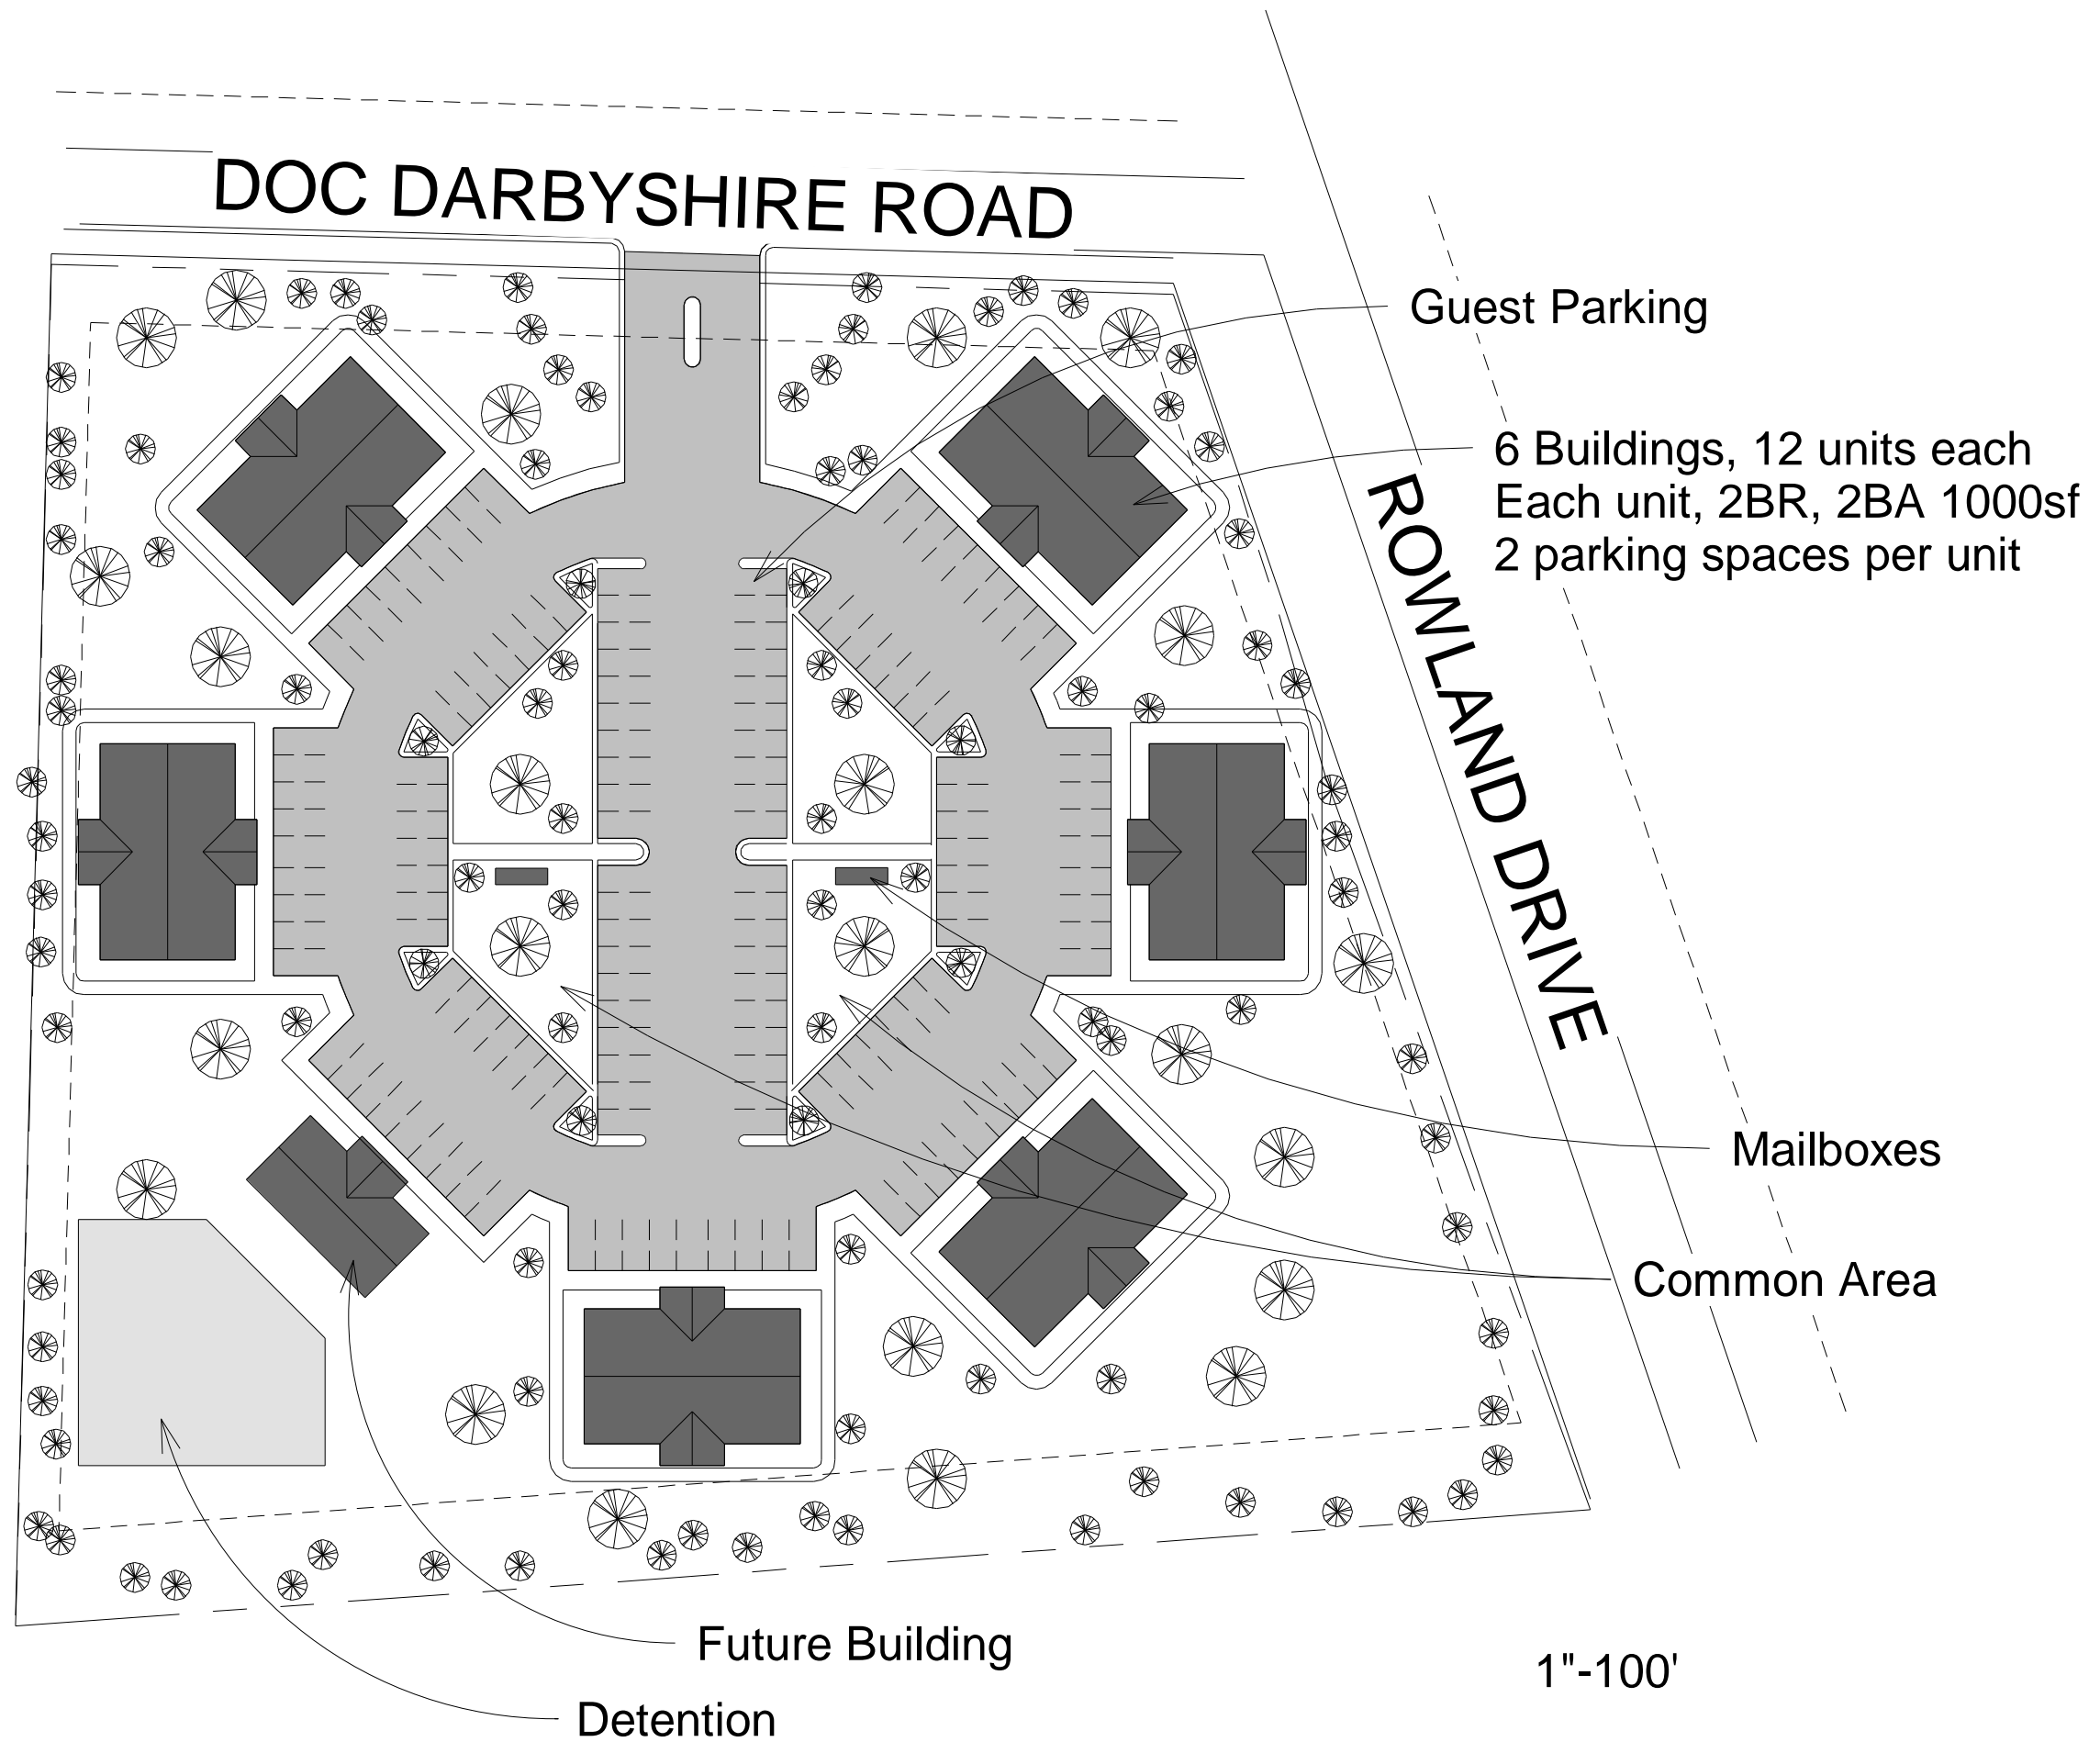 DOC DARBYSHIRE ROAD
Guest Parking
6 Buildings, 12 units each
Each unit, 2BR, 2BA 1000sf
2 parking spaces per unit
ROWLAND DRIVE
Mailboxes
Common Area
Future Building
1"-100'
Detention